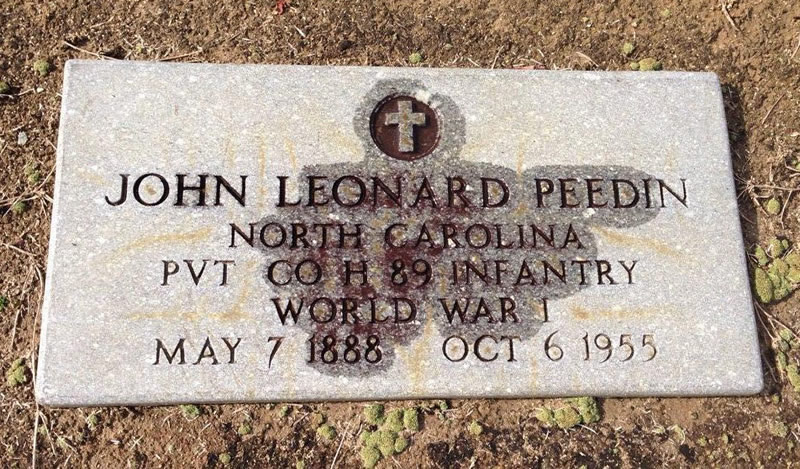 JOHN LEONARD PEEDIN
NORTH CAROLINA
PVT CO H 89 INFANTRY
WORLD WAR I
MAY 7 1888 OCT 6 1955